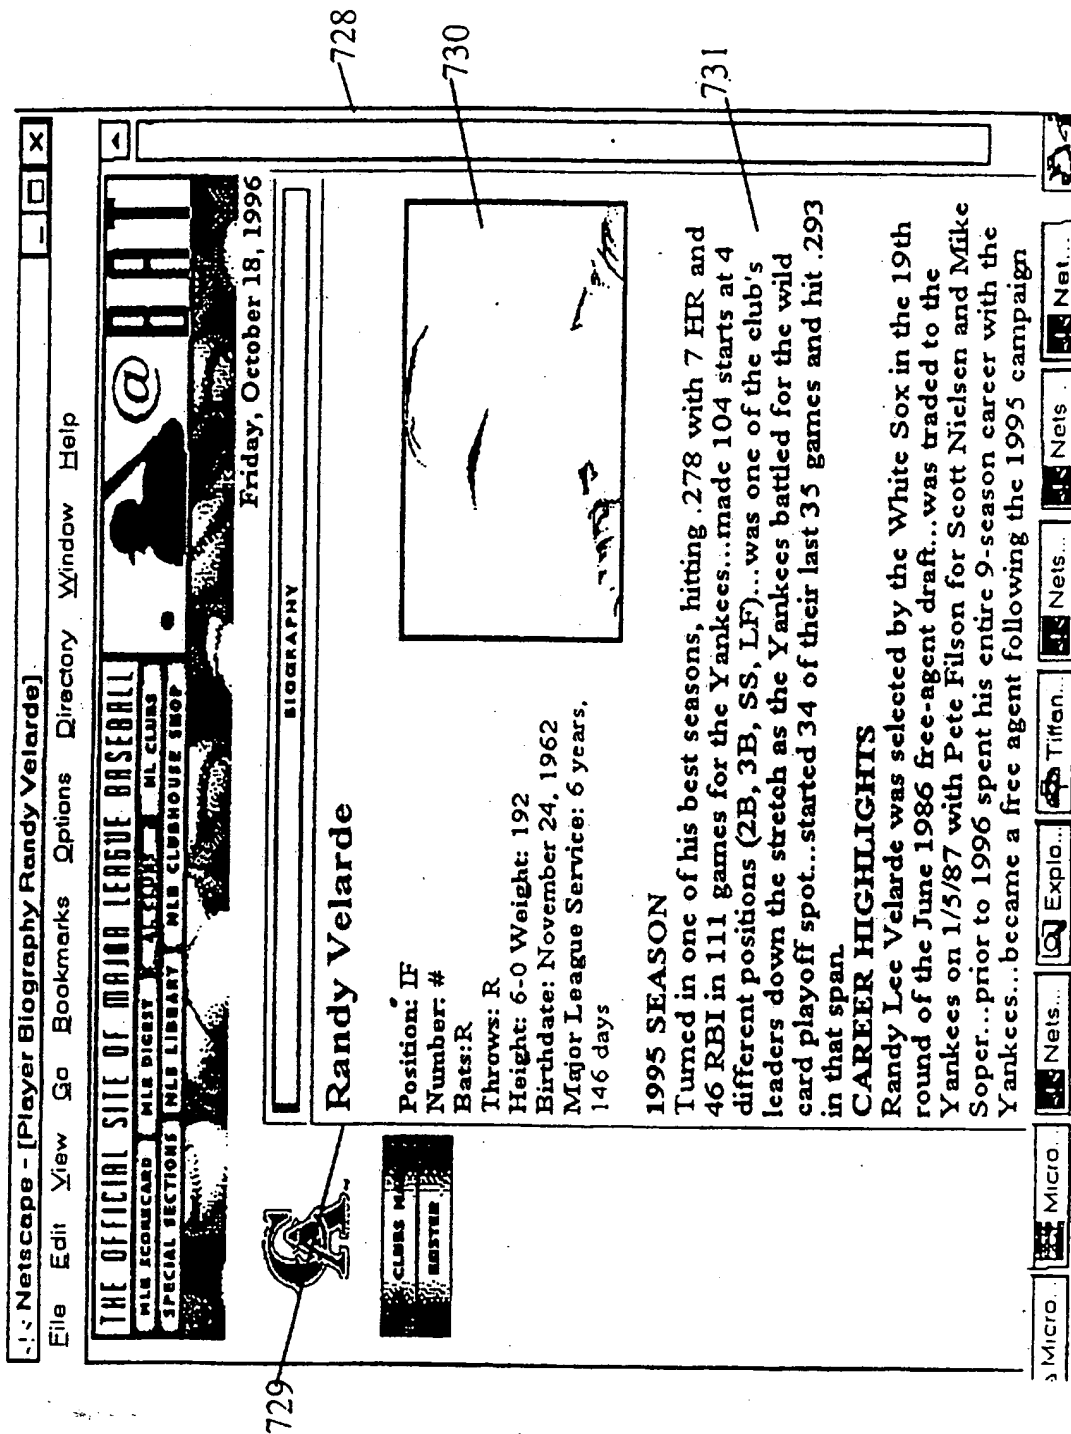 Netscape - [Player Biography Randy Velarde]
File Edit View Go Bookmarks Options Directory Window Help
THE OFFICIAL SITE OF MAJOR LEAGUE BASEBALL
@ BAT
MLB SCORECARD MLB DIGEST AL CLUBS NL CLUBS
SPECIAL SECTIONS MLB LIBRARY MLB CLUBHOUSE SHOP
Friday, October 18, 1996
BIOGRAPHY
CA
Randy Velarde
CLUBS
ROSTER
Position: IF
Number: #
Bats:R
Throws: R
Height: 6-0 Weight: 192
Birthdate: November 24, 1962
Major League Service: 6 years,
146 days
1995 SEASON
Turned in one of his best seasons, hitting .278 with 7 HR and
46 RBI in 111 games for the Yankees...made 104 starts at 4
different positions (2B, 3B, SS, LF)...was one of the club's
leaders down the stretch as the Yankees battled for the wild
card playoff spot...started 34 of their last 35 games and hit .293
in that span.
CAREER HIGHLIGHTS
Randy Lee Velarde was selected by the White Sox in the 19th
round of the June 1986 free-agent draft...was traded to the
Yankees on 1/5/87 with Pete Filson for Scott Nielsen and Mike
Soper...prior to 1996 spent his entire 9-season career with the
Yankees...became a free agent following the 1995 campaign
Micro... Micro... Nets... Explo... Tiffan... Nets... Nets... Net...
728
729
730
731